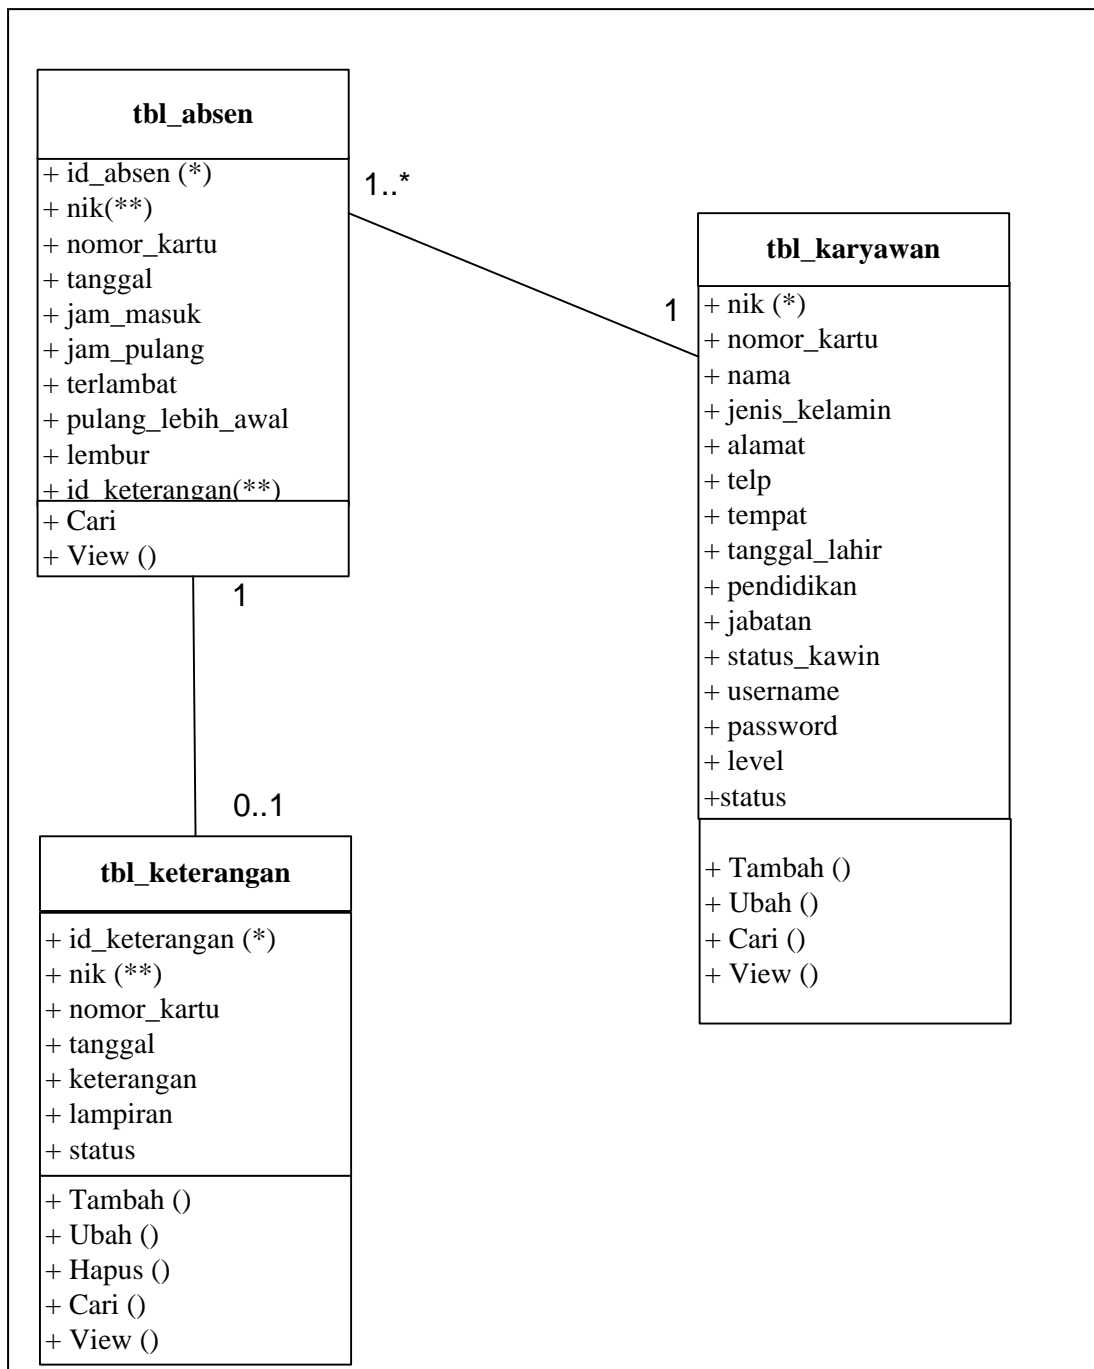 tbl_absen
+ id_absen (*)
+ nik(**)
+ nomor_kartu
+ tanggal
+ jam_masuk
+ jam_pulang
+ terlambat
+ pulang_lebih_awal
+ lembur
+ id_keterangan(**)
+ Cari
+ View ()
1..*
1
tbl_karyawan
+ nik (*)
+ nomor_kartu
+ nama
+ jenis_kelamin
+ alamat
+ telp
+ tempat
+ tanggal_lahir
+ pendidikan
+ jabatan
+ status_kawin
+ username
+ password
+ level
+status
+ Tambah ()
+ Ubah ()
+ Cari ()
+ View ()
1
0..1
tbl_keterangan
+ id_keterangan (*)
+ nik (**)
+ nomor_kartu
+ tanggal
+ keterangan
+ lampiran
+ status
+ Tambah ()
+ Ubah ()
+ Hapus ()
+ Cari ()
+ View ()